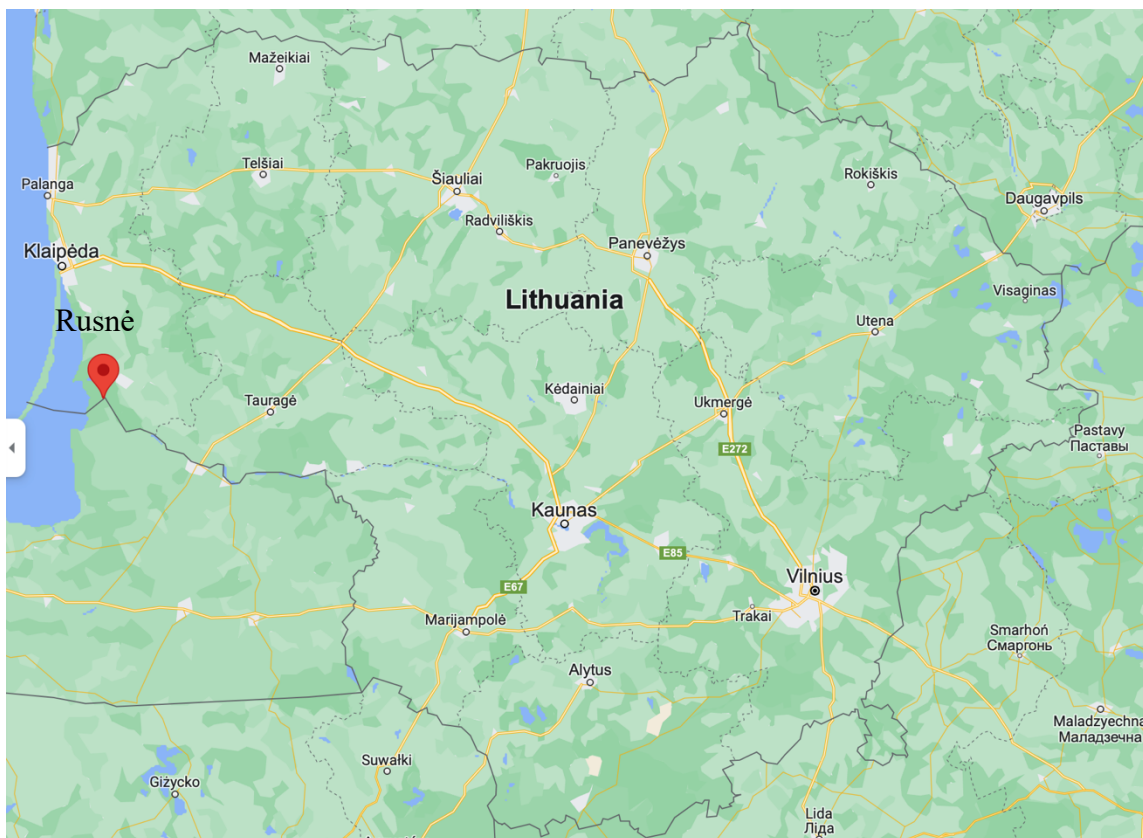 Mažeikiai
Telšiai
Pakruojis
Rokiškis
Palanga
Šiauliai
Daugavpils
Radviliškis
Klaipėda
Panevėžys
Lithuania
Visaginas
Rusnė
Utena
Kėdainiai
Tauragė
Ukmergė
Pastavy
Паставы
E272
Kaunas
E85
Vilnius
E67
Trakai
Marijampolė
Smarhoń
Смаргонь
Alytus
Maladzyechna
Маладзечна
Suwałki
Giżycko
Lida
Ліда